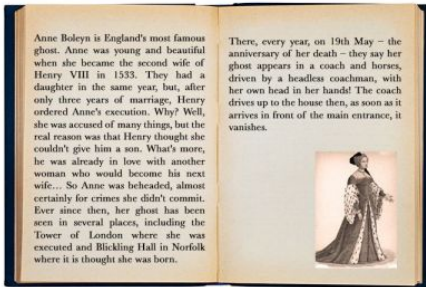 Anne Boleyn is England's most famous
ghost. Anne was young and beautiful
when she became the second wife of
Henry VIII in 1533. They had a
daughter in the same year, but, after
only three years of marriage, Henry
ordered Anne's execution. Why? Well,
she was accused of many things, but the
real reason was that Henry thought she
couldn't give him a son. What's more,
he was already in love with another
woman who would become his next
wife... So Anne was beheaded, almost
certainly for crimes she didn't commit.
Ever since then, her ghost has been
seen in several places, including the
Tower of London where she was
executed and Blickling Hall in Norfolk
where it is thought she was born.
There, every year, on 19th May – the
anniversary of her death – they say her
ghost appears in a coach and horses,
driven by a headless coachman, with
her own head in her hands! The coach
drives up to the house then, as soon as it
arrives in front of the main entrance, it
vanishes.